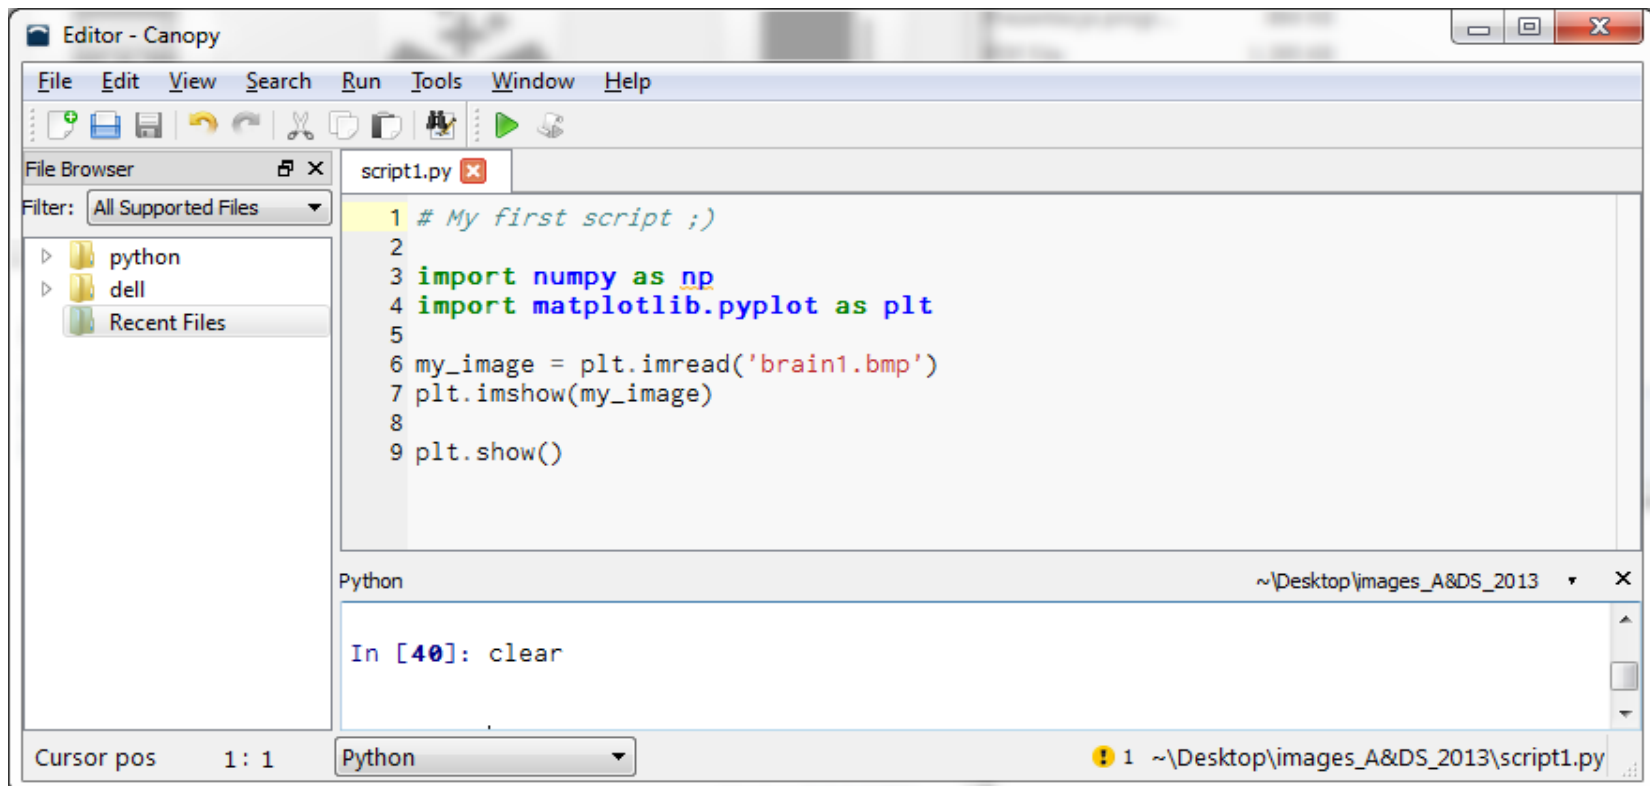 Editor - Canopy
File Edit View Search Run Tools Window Help
File Browser
script1.py
Filter: All Supported Files
python
dell
Recent Files
1 # My first script ;)
2
3 import numpy as np
4 import matplotlib.pyplot as plt
5
6 my_image = plt.imread('brain1.bmp')
7 plt.imshow(my_image)
8
9 plt.show()
Python ~\Desktop\images_A&DS_2013
In [40]: clear
Cursor pos 1: 1 Python 1 ~\Desktop\images_A&DS_2013\script1.py